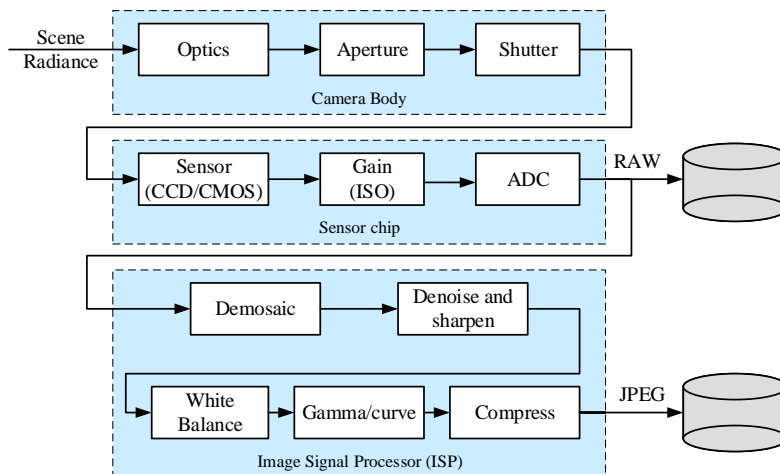 Scene
Radiance
Optics
Aperture
Shutter
Camera Body
Sensor
(CCD/CMOS)
Gain
(ISO)
ADC
RAW
Sensor chip
Demosaic
Denoise and
sharpen
White
Balance
Gamma/curve
Compress
JPEG
Image Signal Processor (ISP)